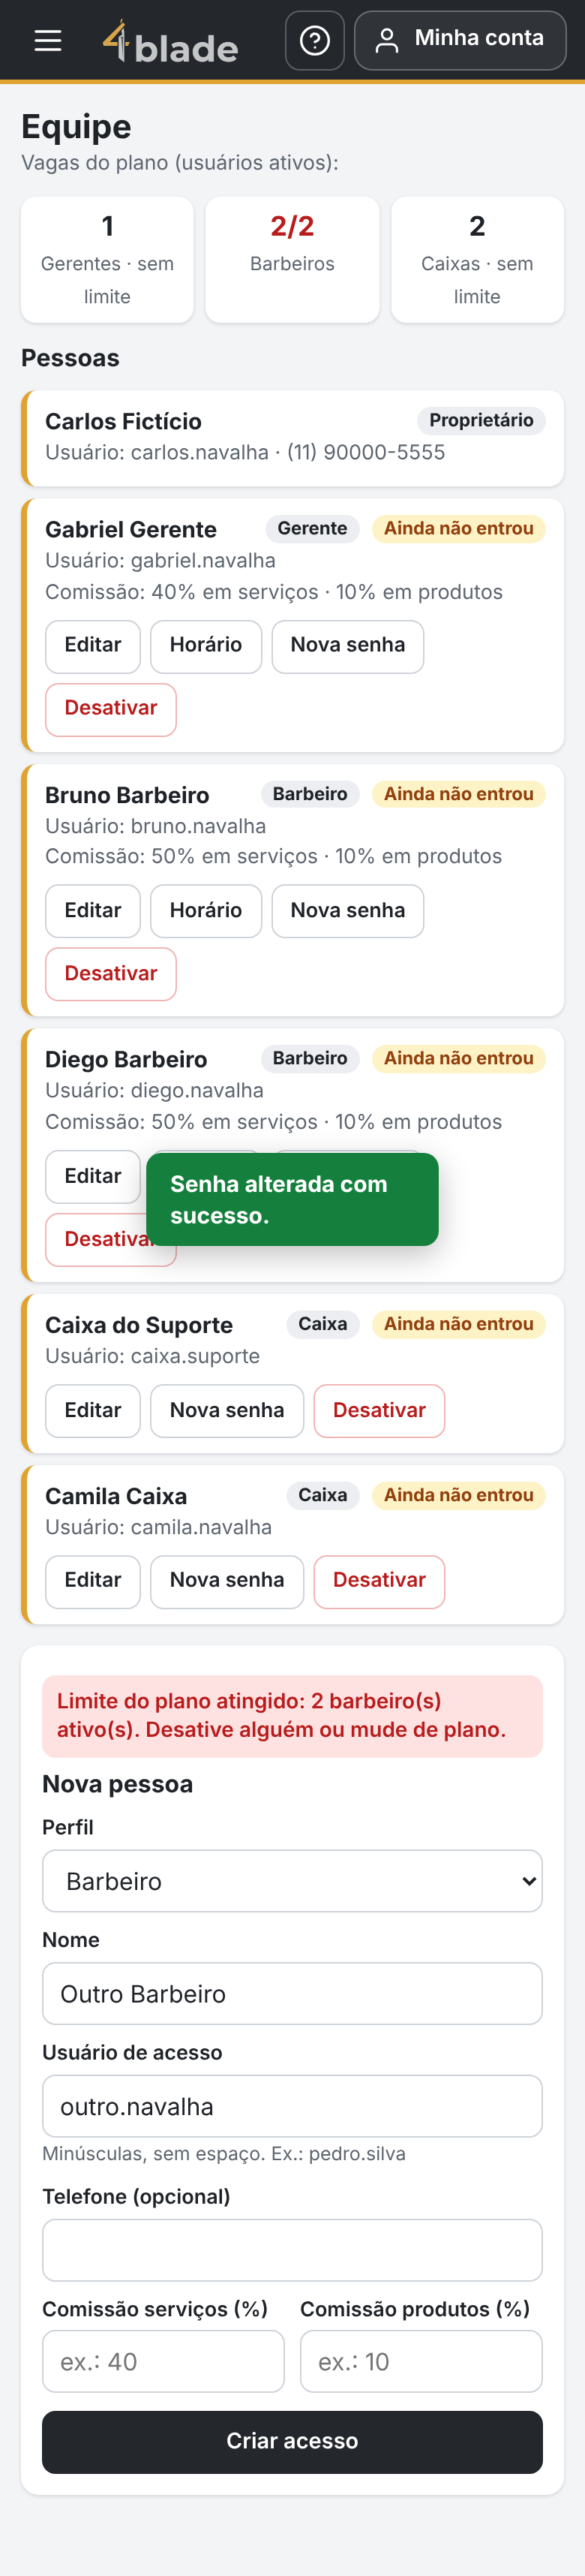 4blade
Minha conta
Equipe
Vagas do plano (usuários ativos):
1
Gerentes · sem
limite
2/2
Barbeiros
2
Caixas · sem
limite
Pessoas
Carlos Fictício
Proprietário
Usuário: carlos.navalha · (11) 90000-5555
Gabriel Gerente
Gerente
Ainda não entrou
Usuário: gabriel.navalha
Comissão: 40% em serviços · 10% em produtos
Editar
Horário
Nova senha
Desativar
Bruno Barbeiro
Barbeiro
Ainda não entrou
Usuário: bruno.navalha
Comissão: 50% em serviços · 10% em produtos
Editar
Horário
Nova senha
Desativar
Diego Barbeiro
Barbeiro
Ainda não entrou
Usuário: diego.navalha
Comissão: 50% em serviços · 10% em produtos
Editar
Senha alterada com
sucesso.
Desativar
Caixa do Suporte
Caixa
Ainda não entrou
Usuário: caixa.suporte
Editar
Nova senha
Desativar
Camila Caixa
Caixa
Ainda não entrou
Usuário: camila.navalha
Editar
Nova senha
Desativar
Limite do plano atingido: 2 barbeiro(s)
ativo(s). Desative alguém ou mude de plano.
Nova pessoa
Perfil
Barbeiro
Nome
Outro Barbeiro
Usuário de acesso
outro.navalha
Minúsculas, sem espaço. Ex.: pedro.silva
Telefone (opcional)
Comissão serviços (%)
Comissão produtos (%)
ex.: 40
ex.: 10
Criar acesso